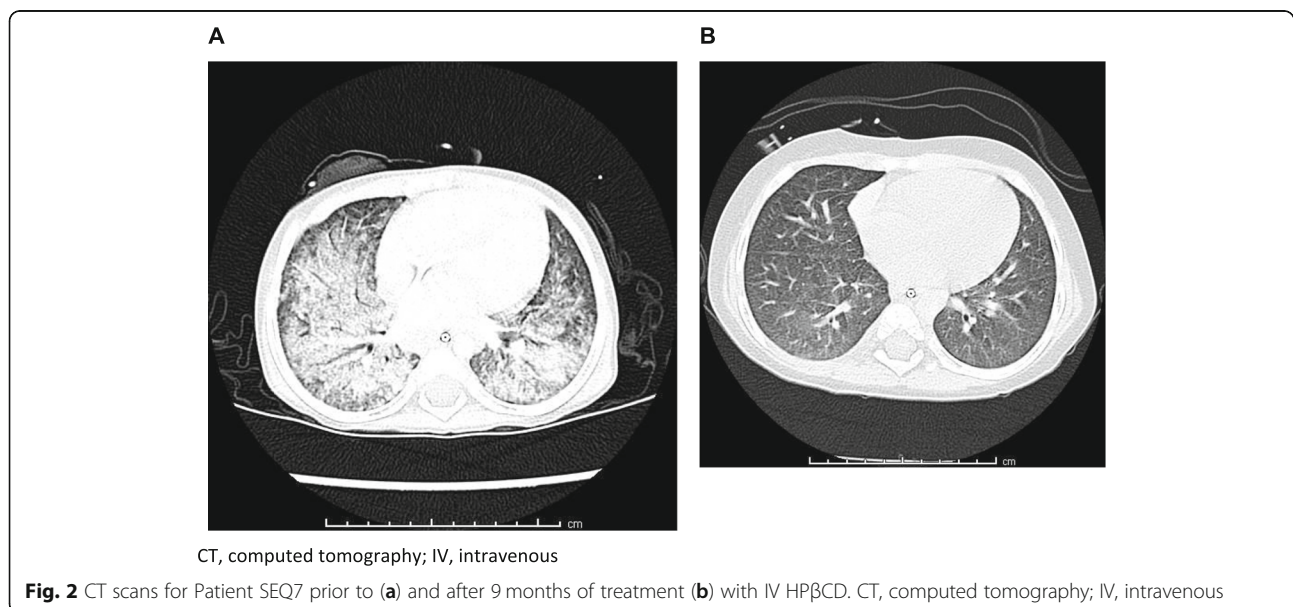 A
B
cm
cm
CT, computed tomography; IV, intravenous
Fig. 2 CT scans for Patient SEQ7 prior to (a) and after 9 months of treatment (b) with IV HPβCD. CT, computed tomography; IV, intravenous